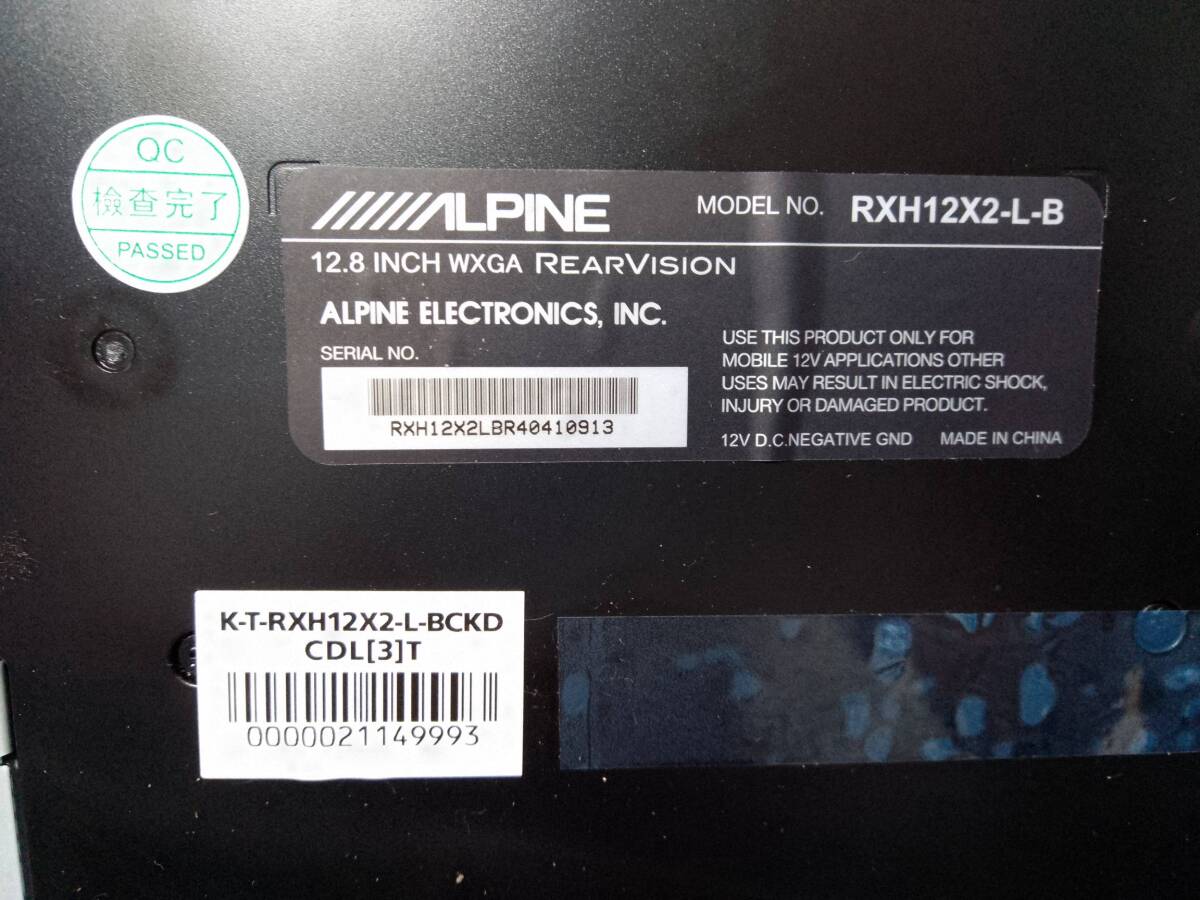 QC
檢查完了
PASSED
ALPINE
MODEL NO. RXH12X2-L-B
12.8 INCH WXGA REARVISION
ALPINE ELECTRONICS, INC.
SERIAL NO.
RXH12X2LBR40410913
USE THIS PRODUCT ONLY FOR
MOBILE 12V APPLICATIONS OTHER
USES MAY RESULT IN ELECTRIC SHOCK,
INJURY OR DAMAGED PRODUCT.
12V D.C.NEGATIVE GND MADE IN CHINA
K-T-RXH12X2-L-BCKD
CDL[3]T
0000021149993